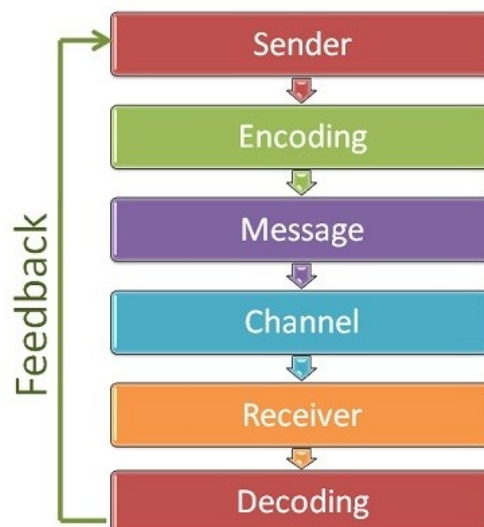 Sender
Encoding
Message
Channel
Receiver
Decoding
Feedback